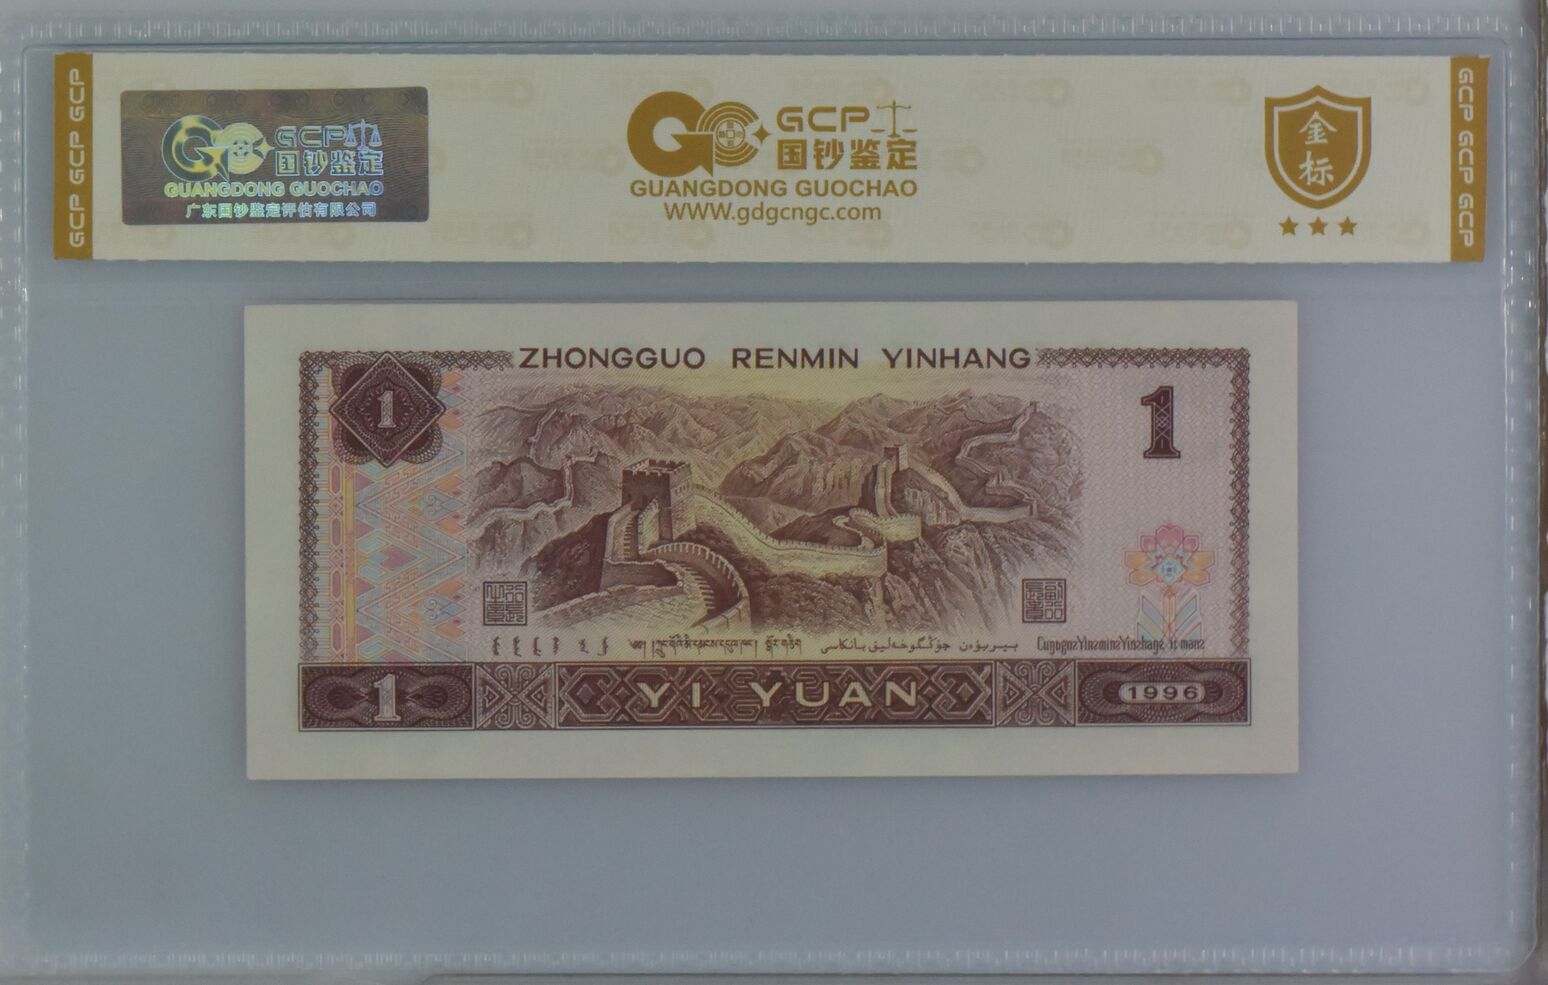 GCP GCP GCP
GCP
国钞鉴定
GUANGDONG GUOCHAO
广东国钞鉴定评估有限公司
GCP
国钞鉴定
GUANGDONG GUOCHAO
WWW.gdgcngc.com
金
标
GCP GCP GCP
ZHONGGUO RENMIN YINHANG
1
1
1
YI YUAN
1996